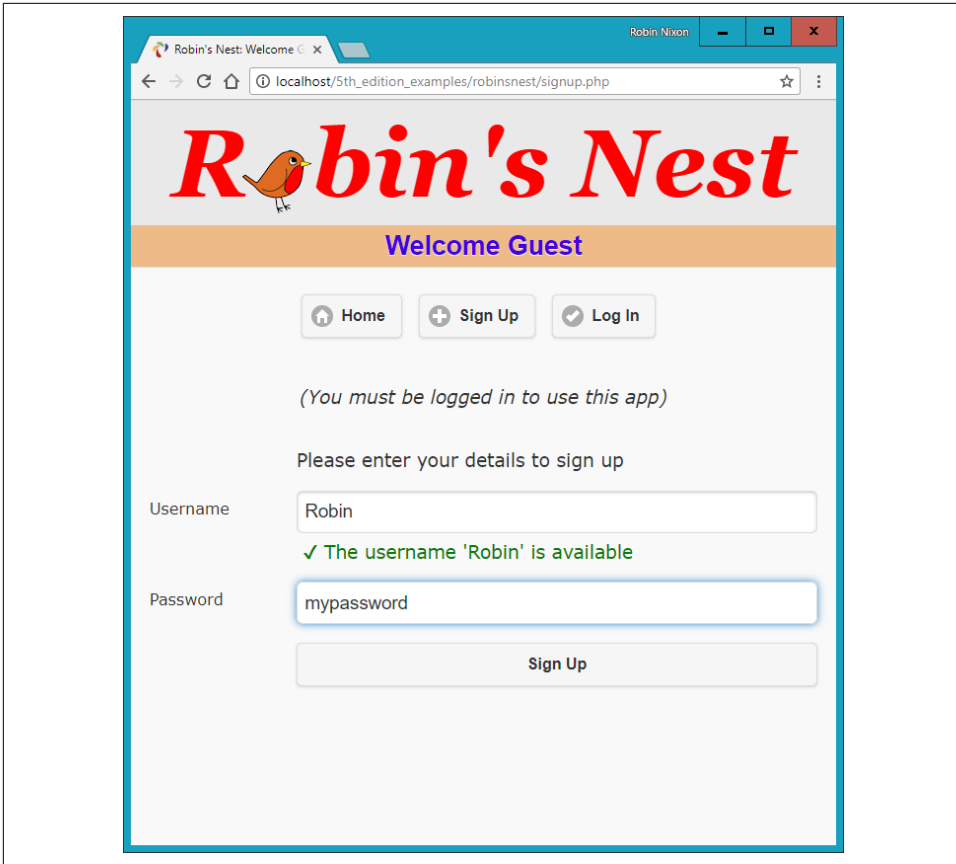 Robin Nixon
Robin's Nest: Welcome G
localhost/5th_edition_examples/robinsnest/signup.php
Robin's Nest
Welcome Guest
Home
Sign Up
Log In
(You must be logged in to use this app)
Please enter your details to sign up
Username
Robin
✓ The username 'Robin' is available
Password
mypassword
Sign Up